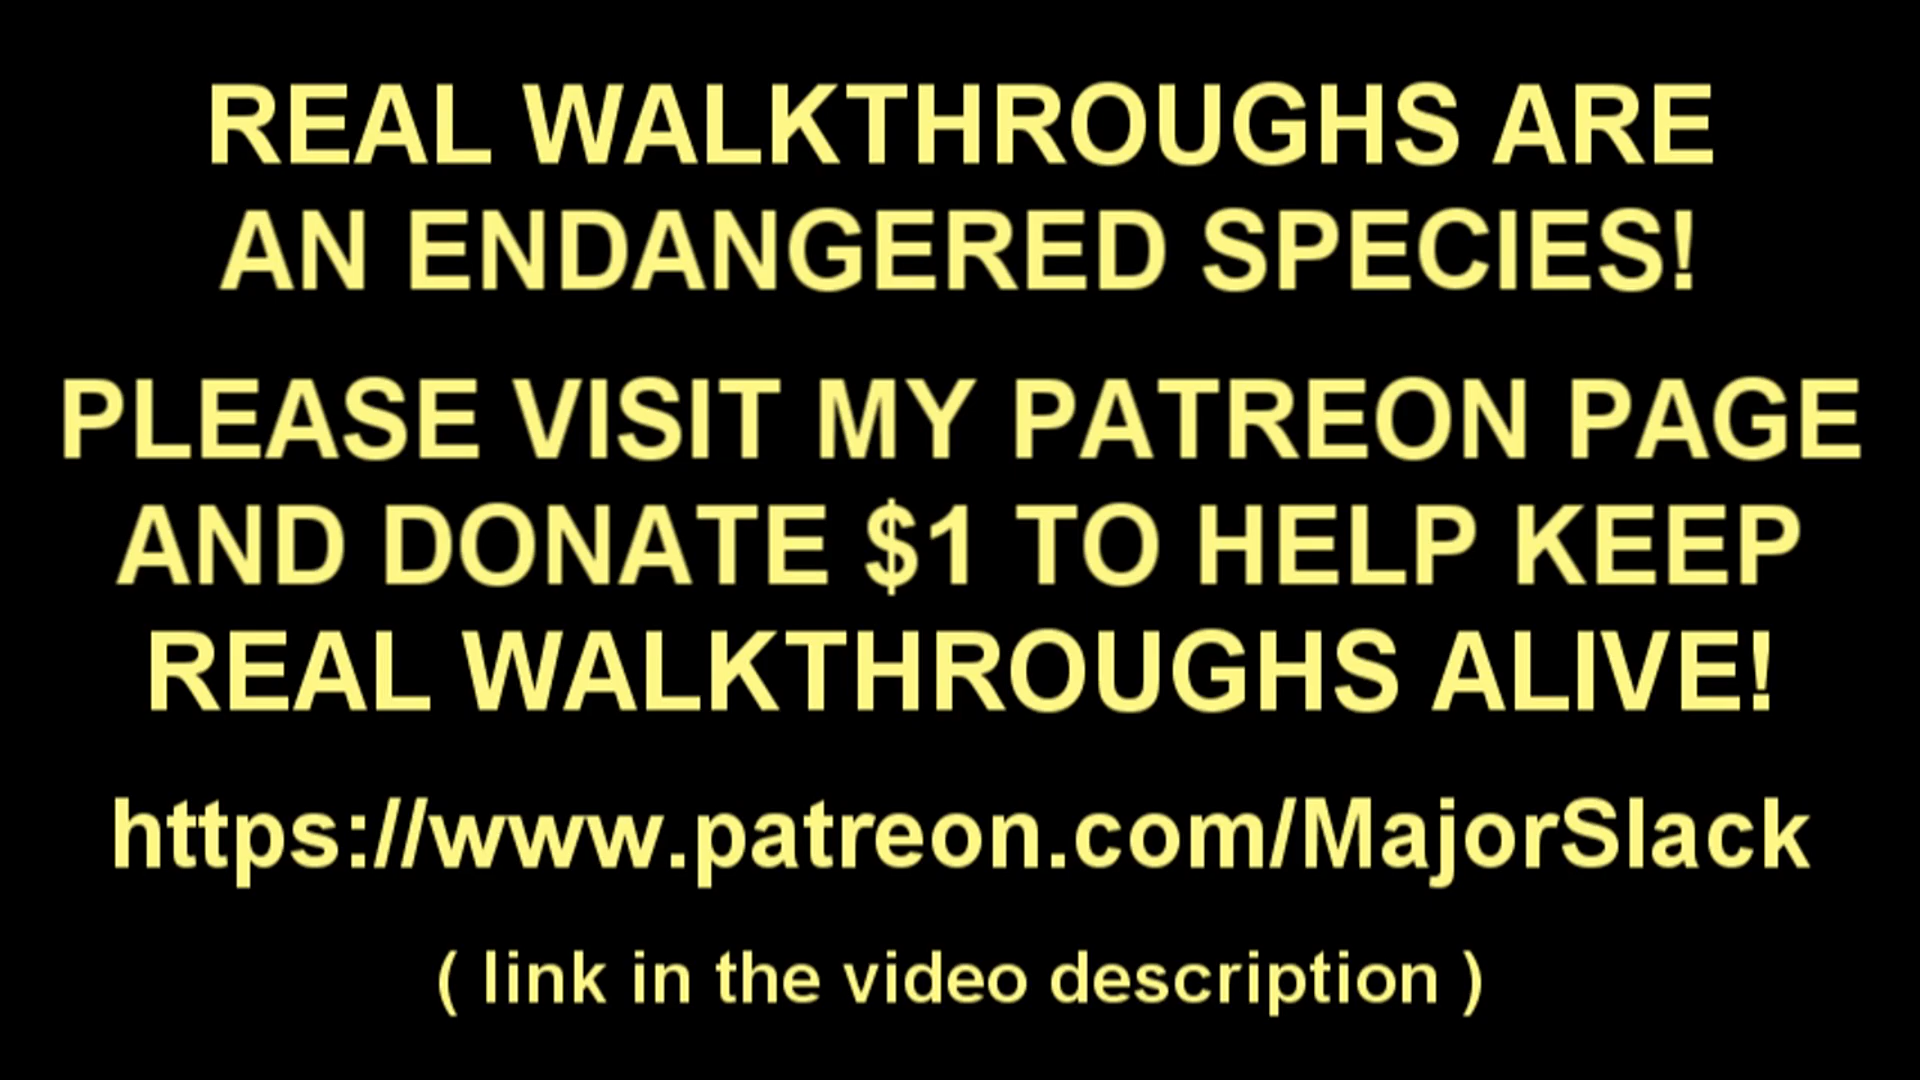 REAL WALKTHROUGHS ARE
AN ENDANGERED SPECIES!
PLEASE VISIT MY PATREON PAGE
AND DONATE $1 TO HELP KEEP
REAL WALKTHROUGHS ALIVE!
https://www.patreon.com/MajorSlack
( link in the video description )